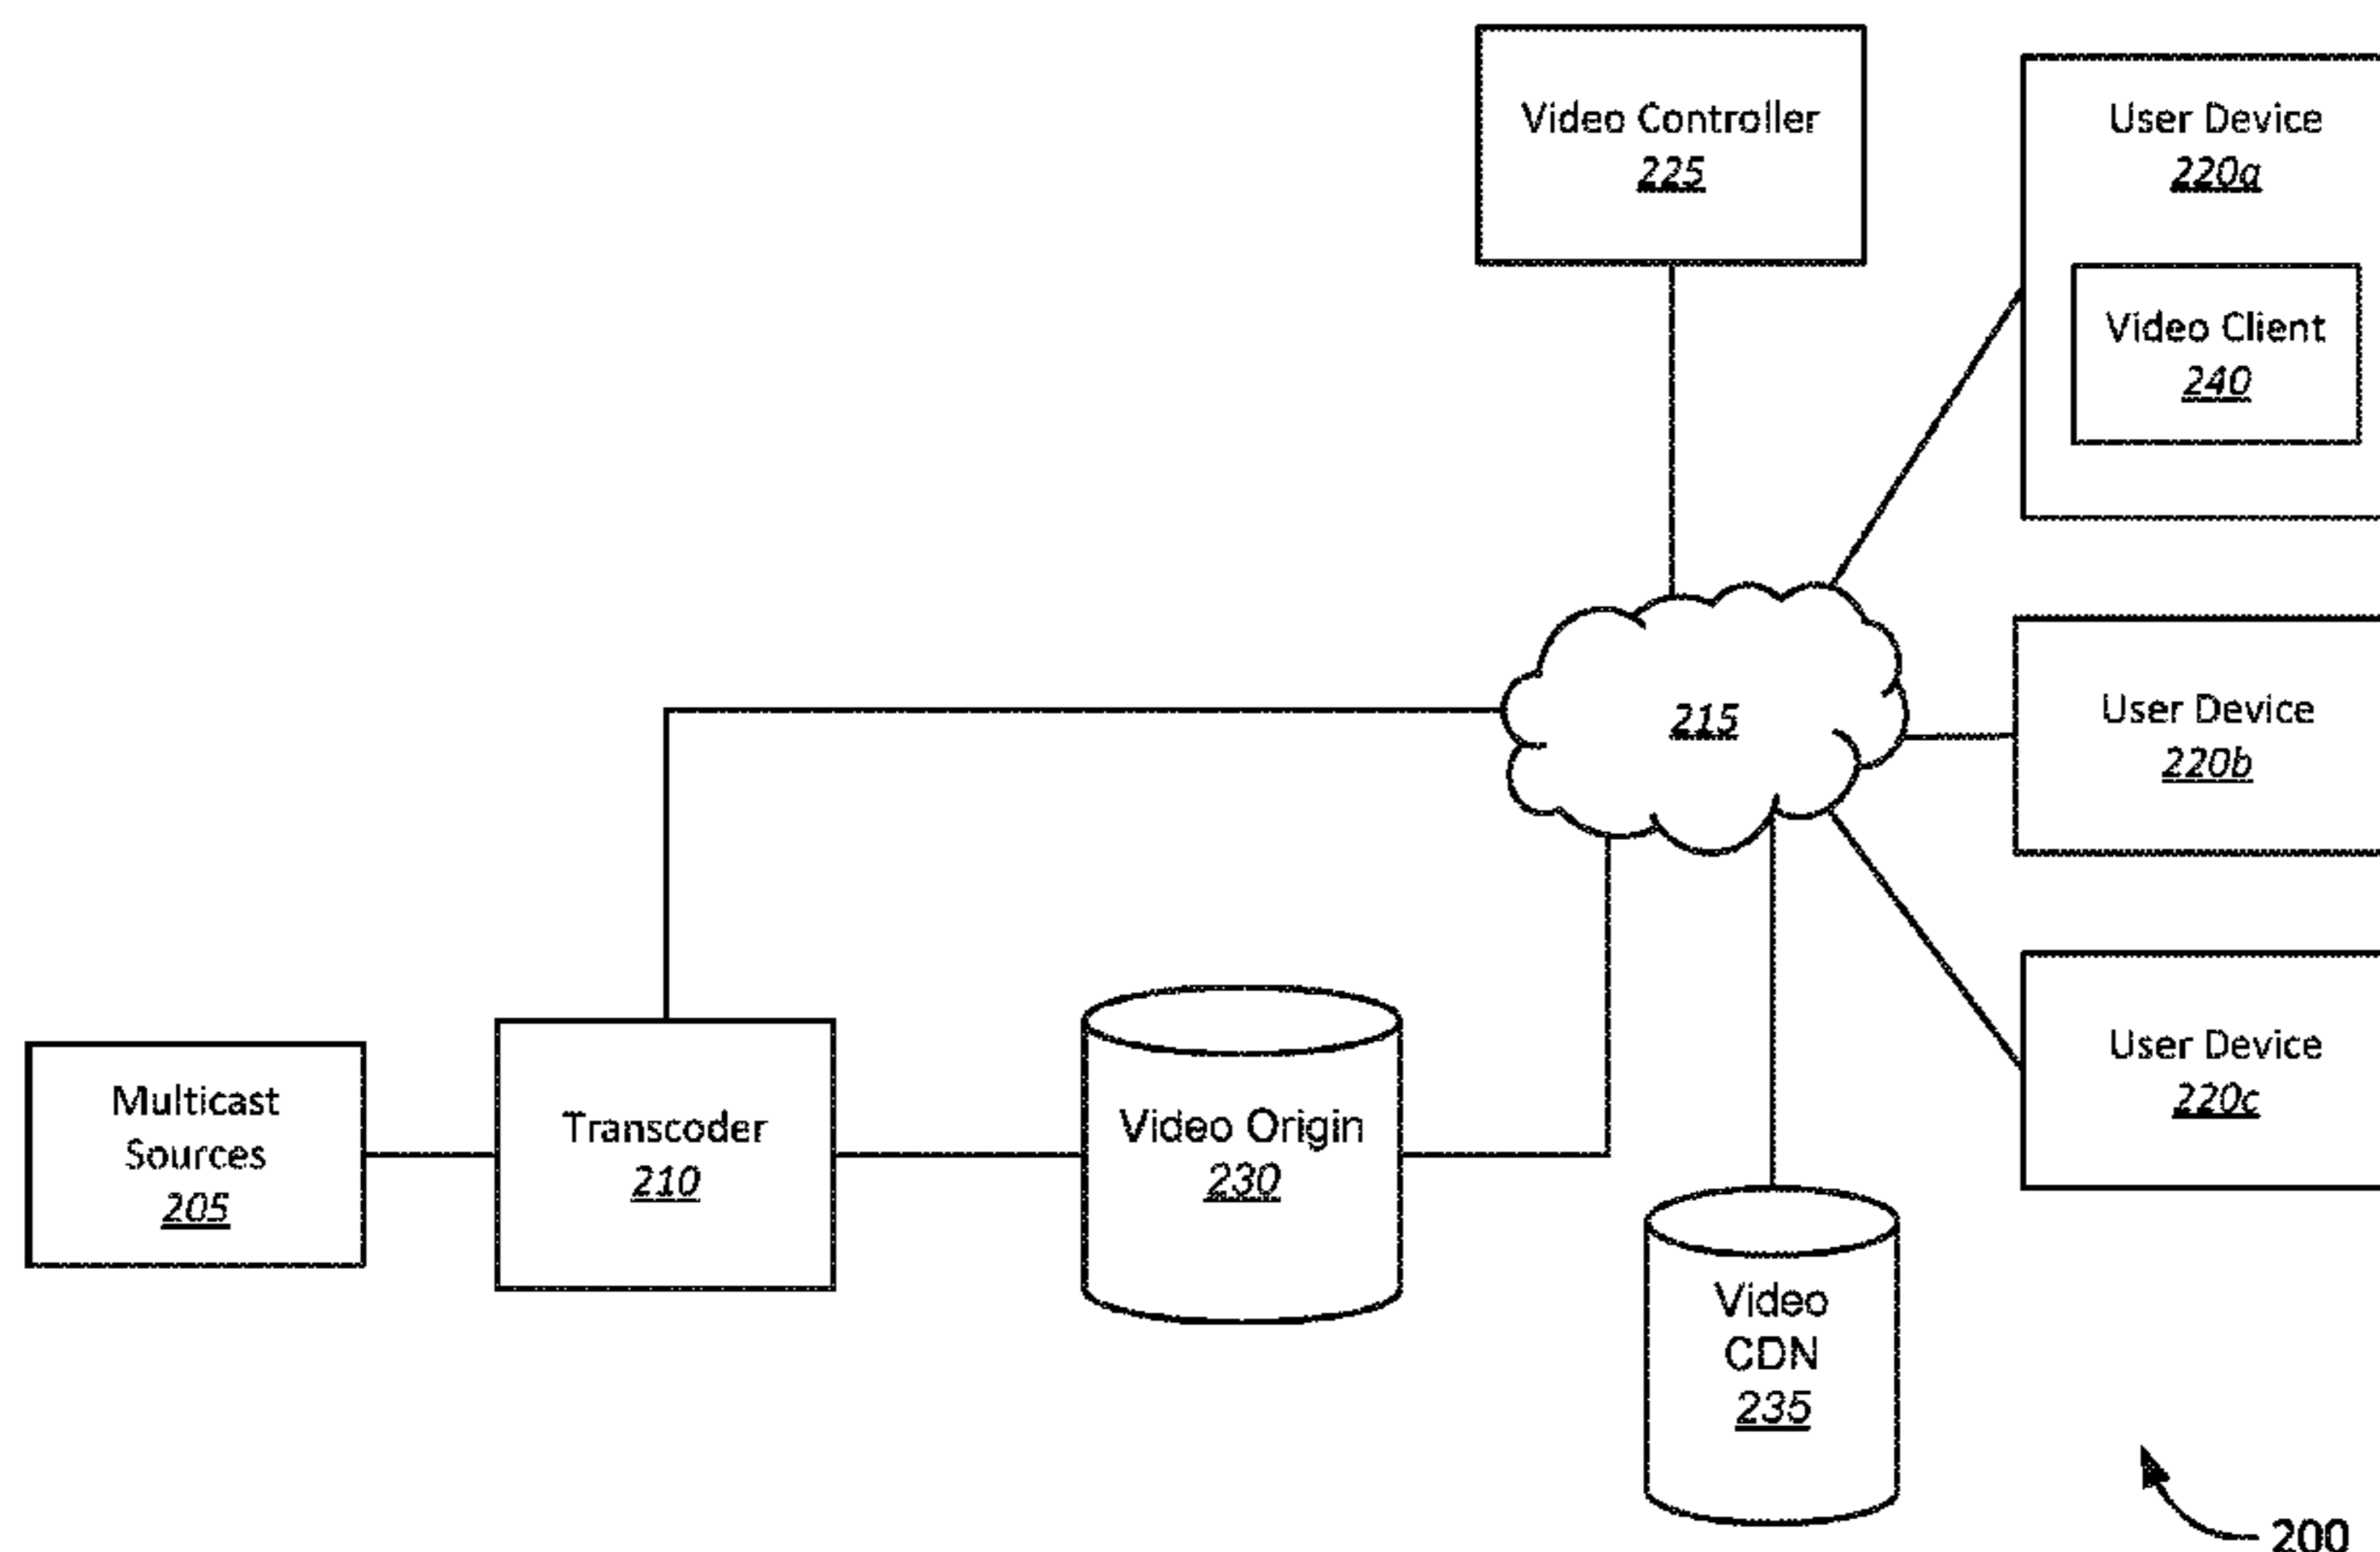 Video Controller
225
User Device
220a
Video Client
240
215
User Device
220b
User Device
220c
Multicast
Sources
205
Transcoder
210
Video Origin
230
Video
CDN
235
200